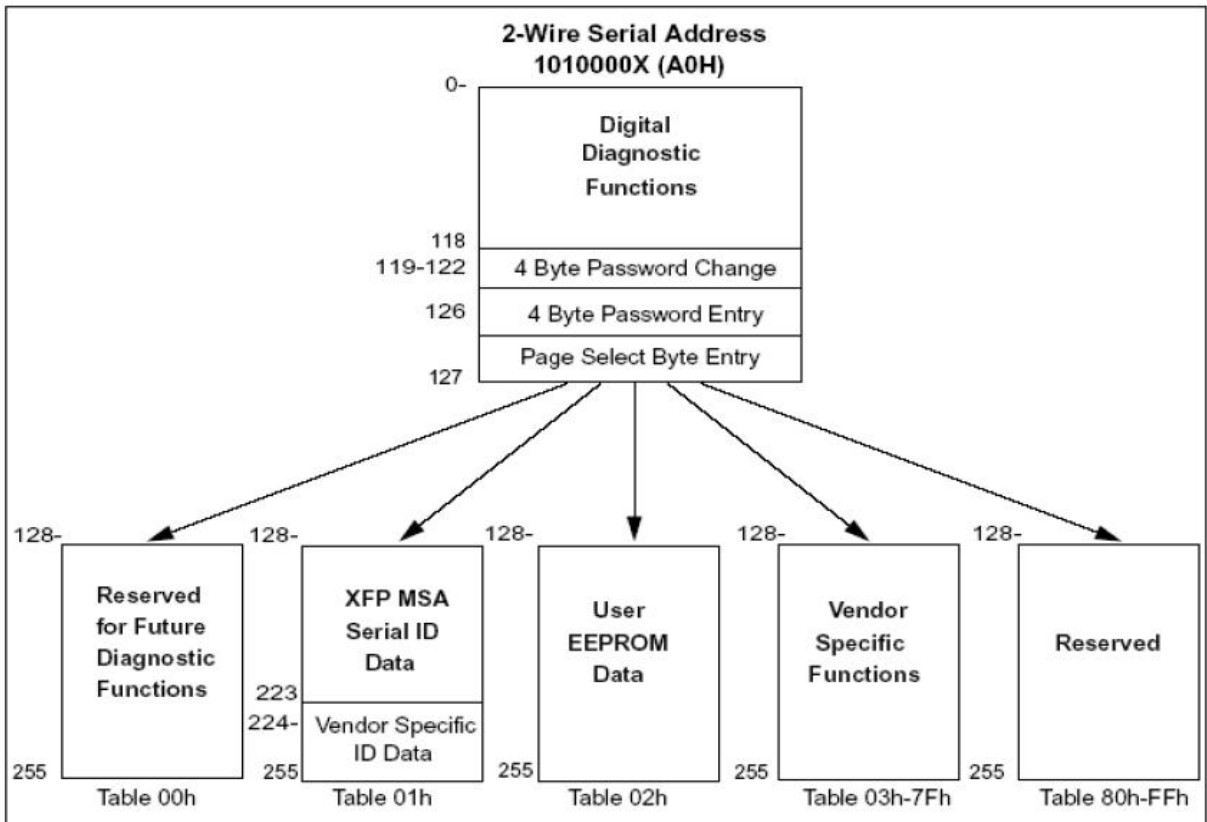 2-Wire Serial Address
1010000X (A0H)
0-
Digital
Diagnostic
Functions
118
119-122
4 Byte Password Change
126
4 Byte Password Entry
Page Select Byte Entry
127
128-
Reserved
for Future
Diagnostic
Functions
255
Table 00h
128-
XFP MSA
Serial ID
Data
223
224-
Vendor Specific
ID Data
255
Table 01h
128-
User
EEPROM
Data
255
Table 02h
128-
Vendor
Specific
Functions
255
Table 03h-7Fh
128-
Reserved
255
Table 80h-FFh